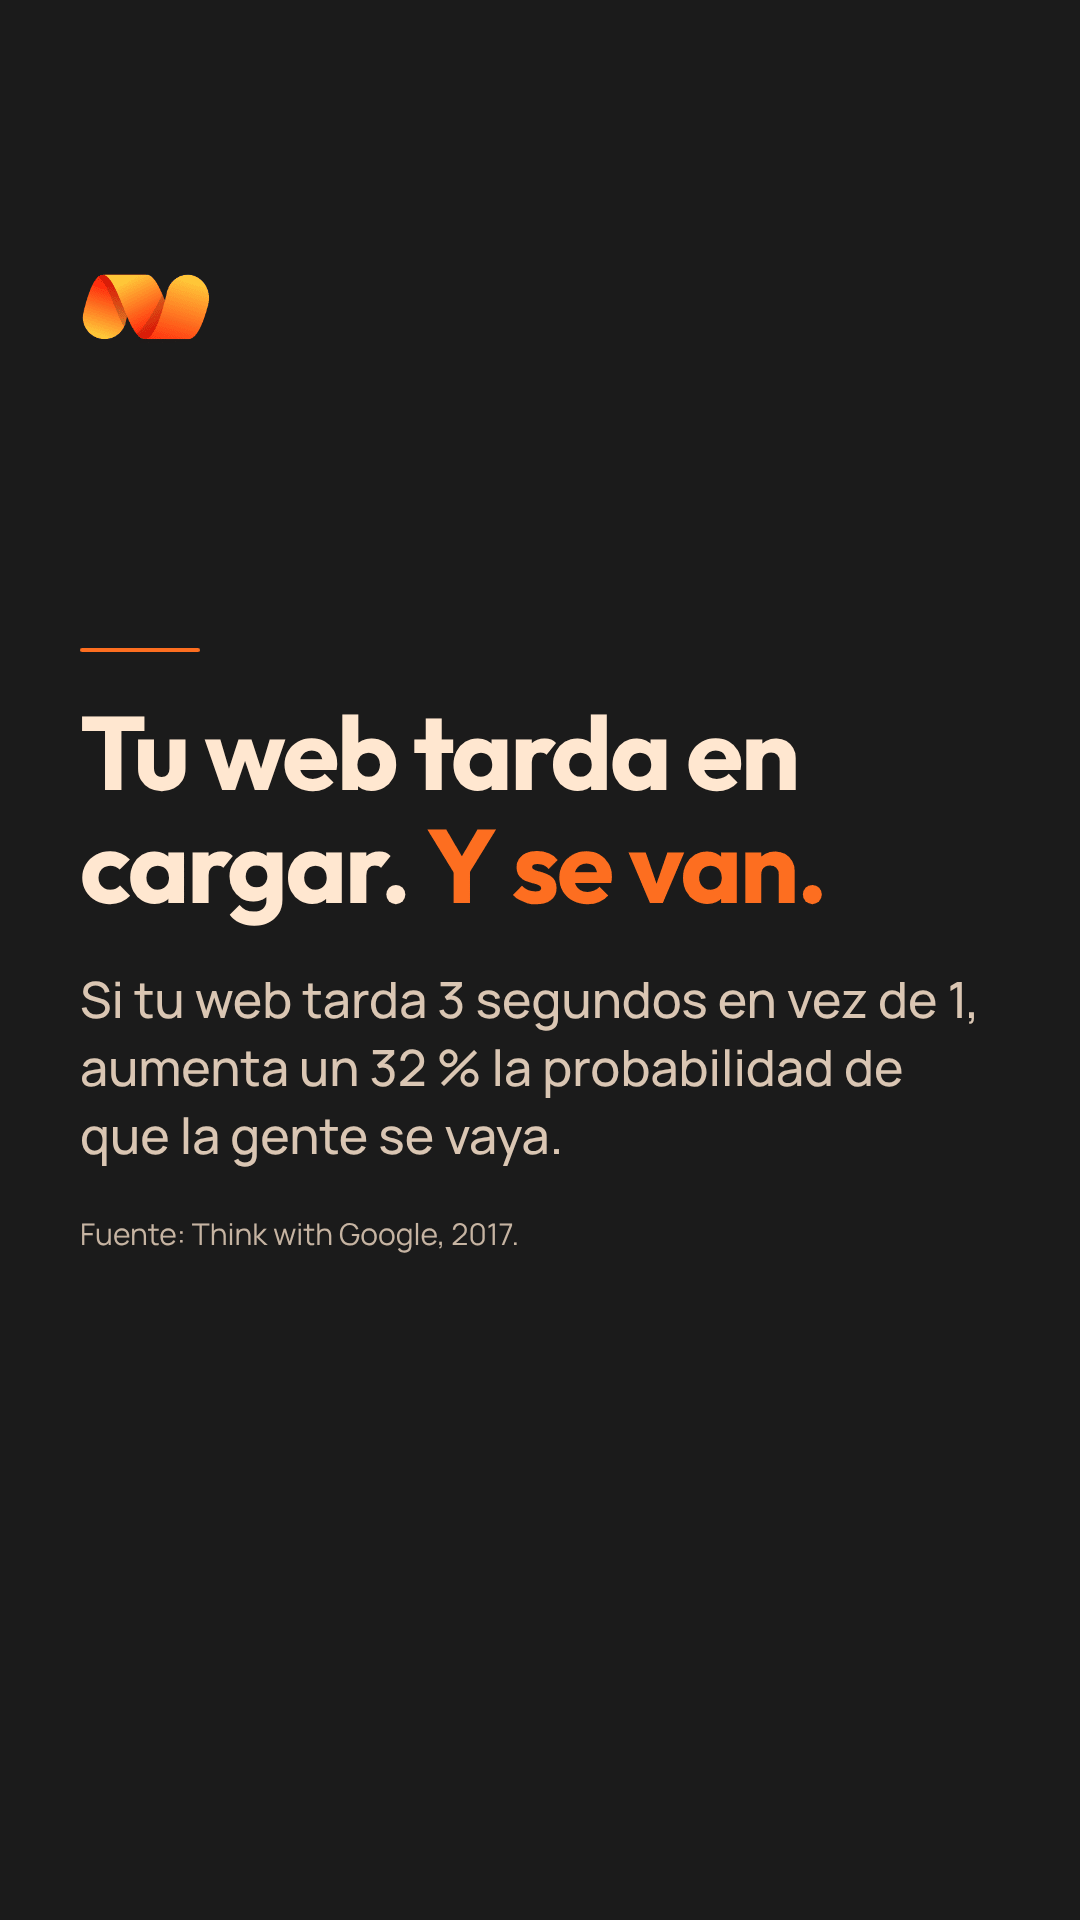 Tu web tarda en
cargar. Y se van.
Si tu web tarda 3 segundos en vez de 1,
aumenta un 32 % la probabilidad de
que la gente se vaya.
Fuente: Think with Google, 2017.